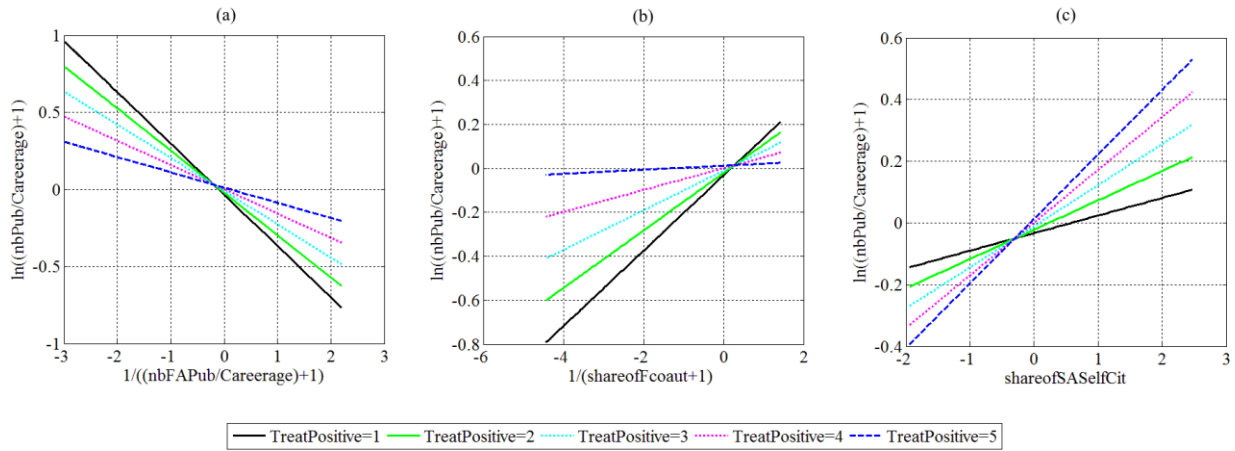 (a)
1
0.5
0
-0.5
-1
-3 -2 -1 0 1 2 3
ln((nbPub/Careerage)+1)
1/((nbFAPub/Careerage)+1)
(b)
0.6
0.4
0.2
0
-0.2
-0.4
-0.6
-0.8
-6 -4 -2 0 2
ln((nbPub/Careerage)+1)
1/(shareofFcoaut+1)
(c)
0.6
0.4
0.2
0
-0.2
-0.4
-2 -1 0 1 2 3
ln((nbPub/Careerage)+1)
shareofSASelfCit
TreatPositive=1 TreatPositive=2 TreatPositive=3 TreatPositive=4 TreatPositive=5